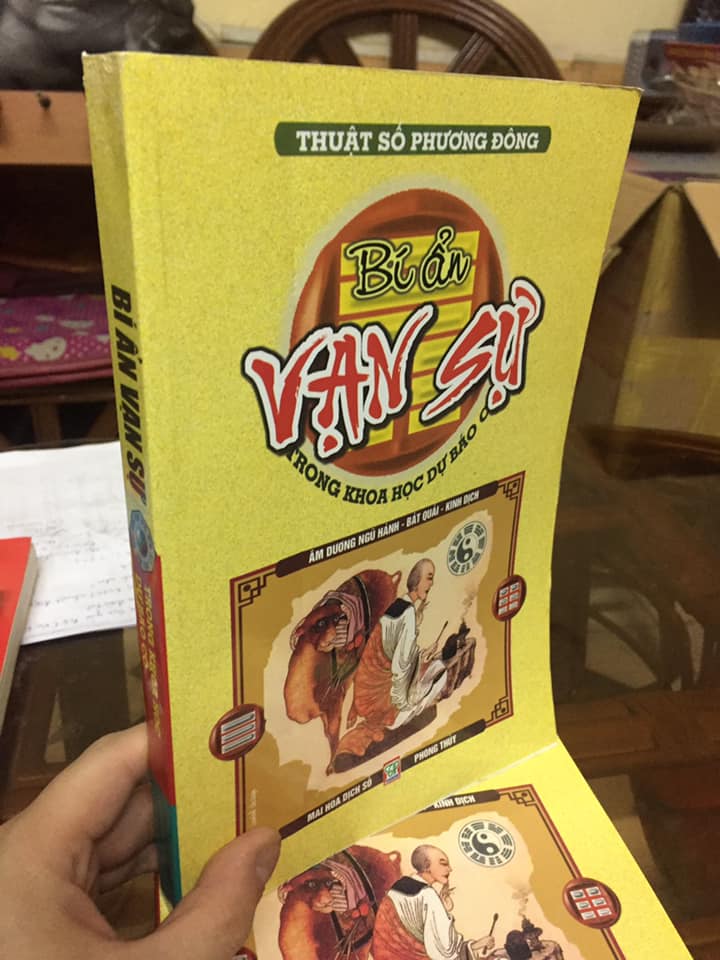 THUẬT SỐ PHƯƠNG ĐÔNG
Bí ẩn
VẠN SỰ
TRONG KHOA HỌC DỰ BÁO C
ÂM DƯƠNG NGŨ HÀNH - BÁT QUÁI - KINH DỊCH
MAI HOA DỊCH SỐ
PHONG THỦY
BÍ ẨN VẠN SỰ
KINH DỊCH